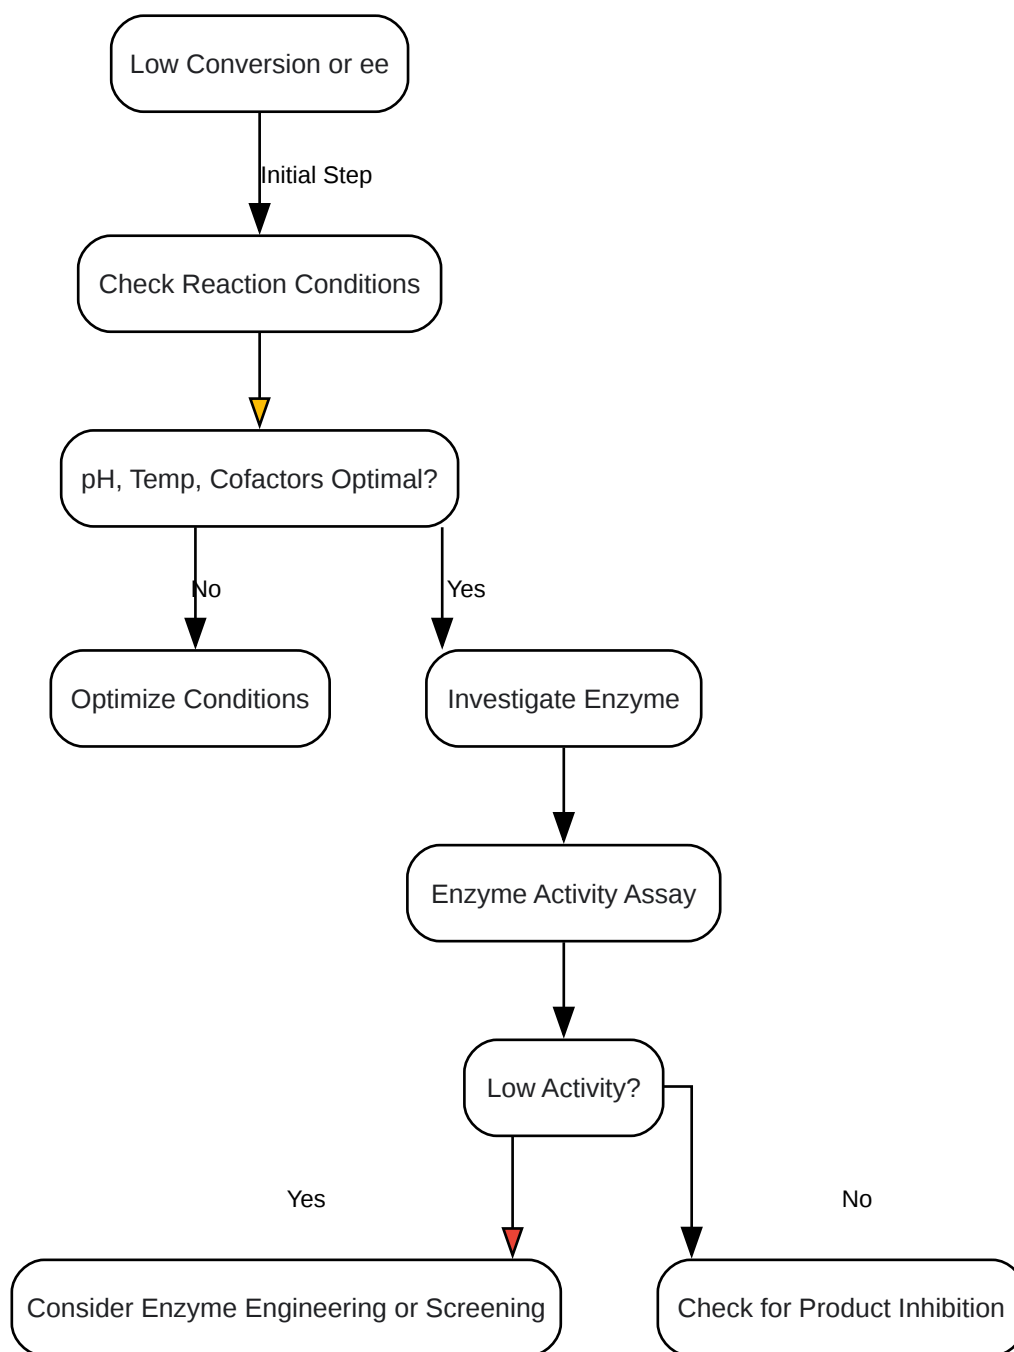 Low Conversion or ee
Initial Step
Check Reaction Conditions
pH, Temp, Cofactors Optimal?
No
Yes
Optimize Conditions
Investigate Enzyme
Enzyme Activity Assay
Low Activity?
Yes
No
Consider Enzyme Engineering or Screening
Check for Product Inhibition